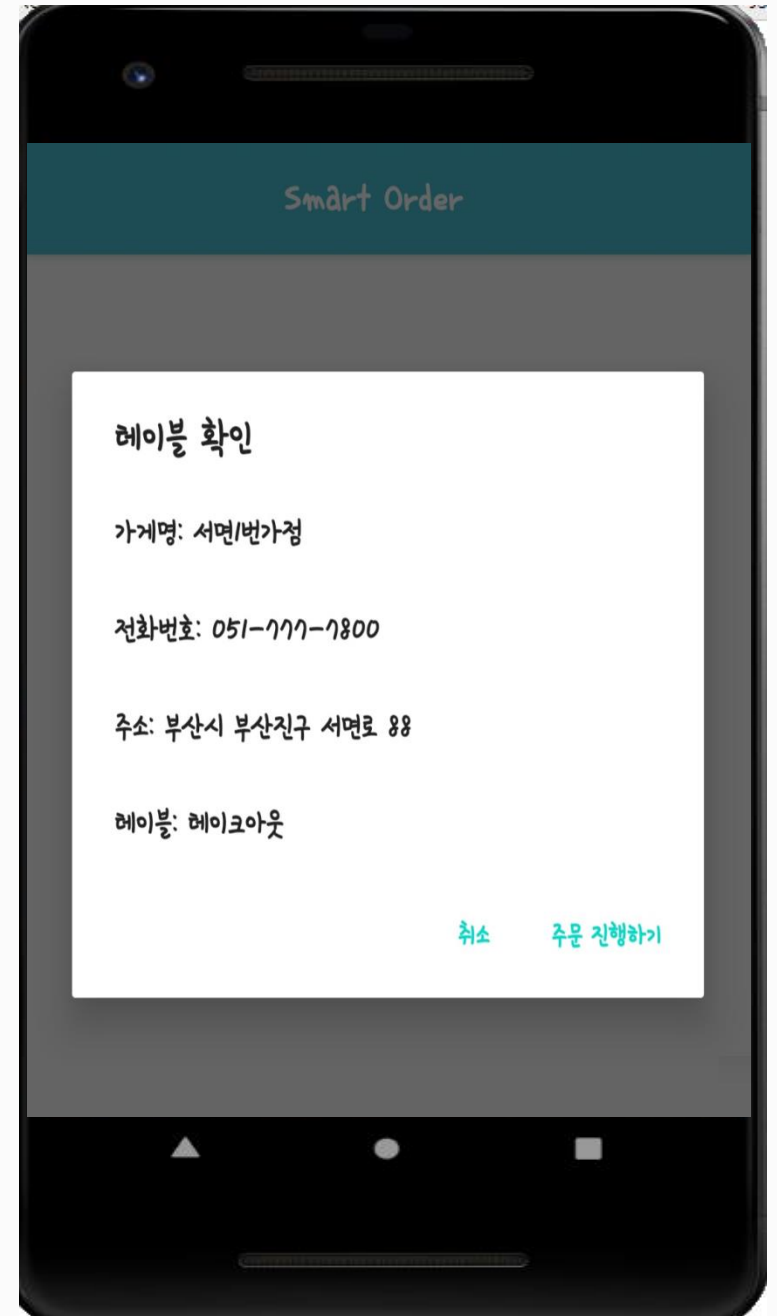 Smart Order
테이블 확인
가게명: 서면1번가점
전화번호: 051-777-7800
주소: 부산시 부산진구 서면로 88
테이블: 테이크아웃
취소 주문 진행하기